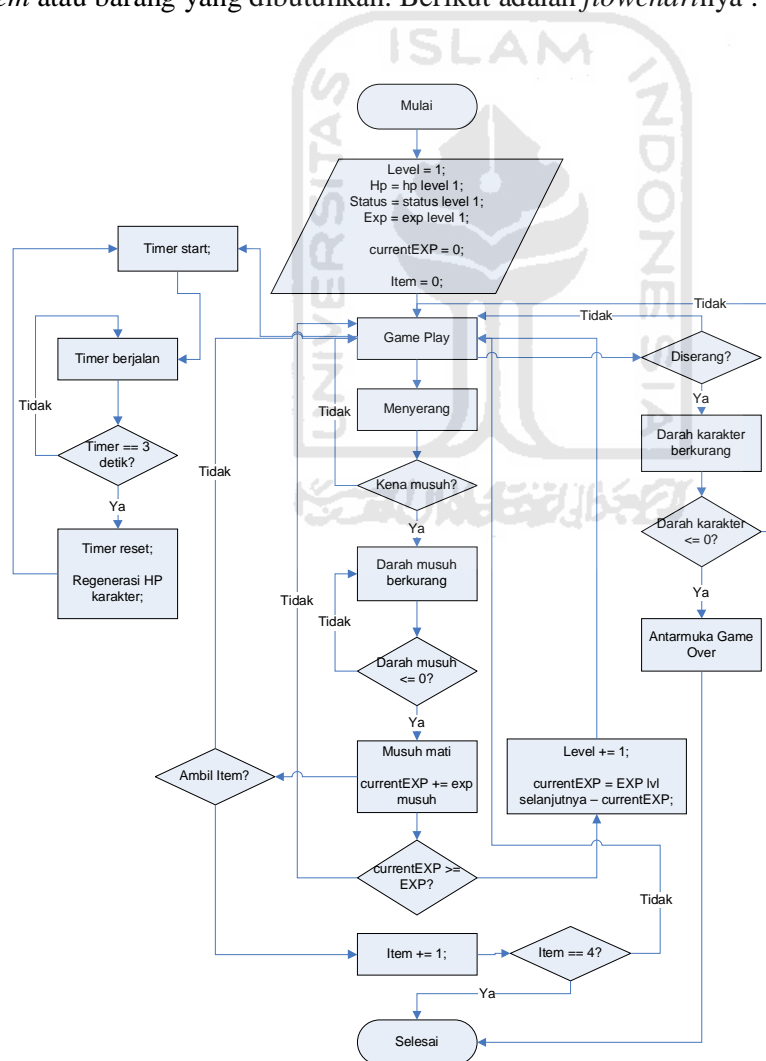 atau barang yang dibutuhkan. Berikut adalah flowchartnya :
ISLAM
UNIVERSITAS
INDONESIA
Mulai
Level = 1;
Hp = hp level 1;
Status = status level 1;
Exp = exp level 1;
currentEXP = 0;
Item = 0;
Timer start;
Tidak
Tidak
Game Play
Diserang?
Timer berjalan
Ya
Tidak
Menyerang
Tidak
Darah karakter
berkurang
Timer == 3
detik?
Tidak
Kena musuh?
Ya
Ya
Darah karakter
<= 0?
Timer reset;
Regenerasi HP
karakter;
Darah musuh
berkurang
Tidak
Tidak
Ya
Antarmuka Game
Over
Darah musuh
<= 0?
Ya
Ambil Item?
Musuh mati
currentEXP += exp
musuh
Level += 1;
currentEXP = EXP lvl
selanjutnya – currentEXP;
currentEXP >=
EXP?
Tidak
Item += 1;
Item == 4?
Ya
Selesai